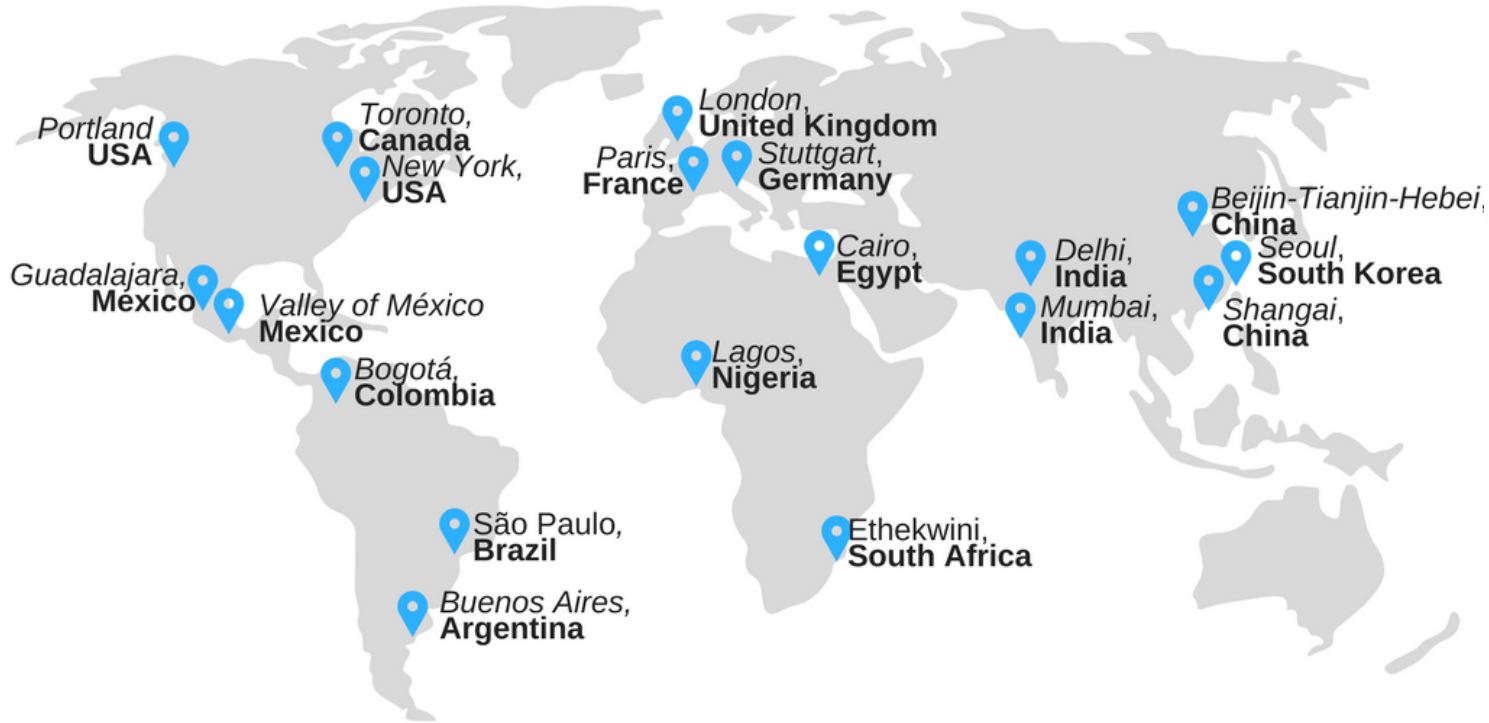 Portland
USA
Toronto,
Canada
New York,
USA
London,
United Kingdom
Paris,
France
Stuttgart,
Germany
Beijin-Tianjin-Hebei,
China
Seoul,
South Korea
Shangai,
China
Delhi,
India
Mumbai,
India
Cairo,
Egypt
Guadalajara,
México
Valley of México
Mexico
Bogotá,
Colombia
Lagos,
Nigeria
São Paulo,
Brazil
Ethekwini,
South Africa
Buenos Aires,
Argentina